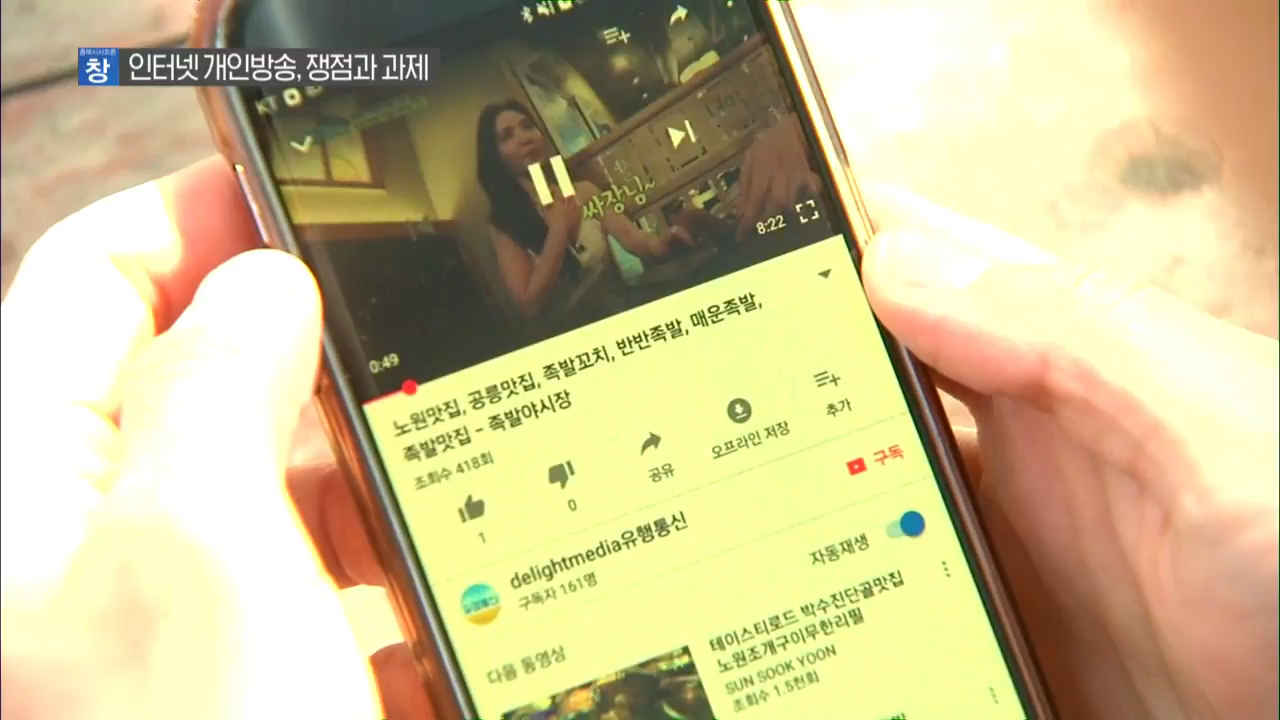 창 인터넷 개인방송, 쟁점과 과제
KT
싸장님~
8:22
0:49
노원맛집, 공릉맛집, 족발꼬치, 반반족발, 매운족발,
족발맛집 - 족발야시장
조회수 418회
1
0
공유
오프라인 저장
추가
구독
delightmedia유행통신
구독자 161명
자동재생
다음 동영상
테이스티로드 박수진단골맛집
노원조개구이무한리필
SUN SOOK YOON
조회수 1.5천회